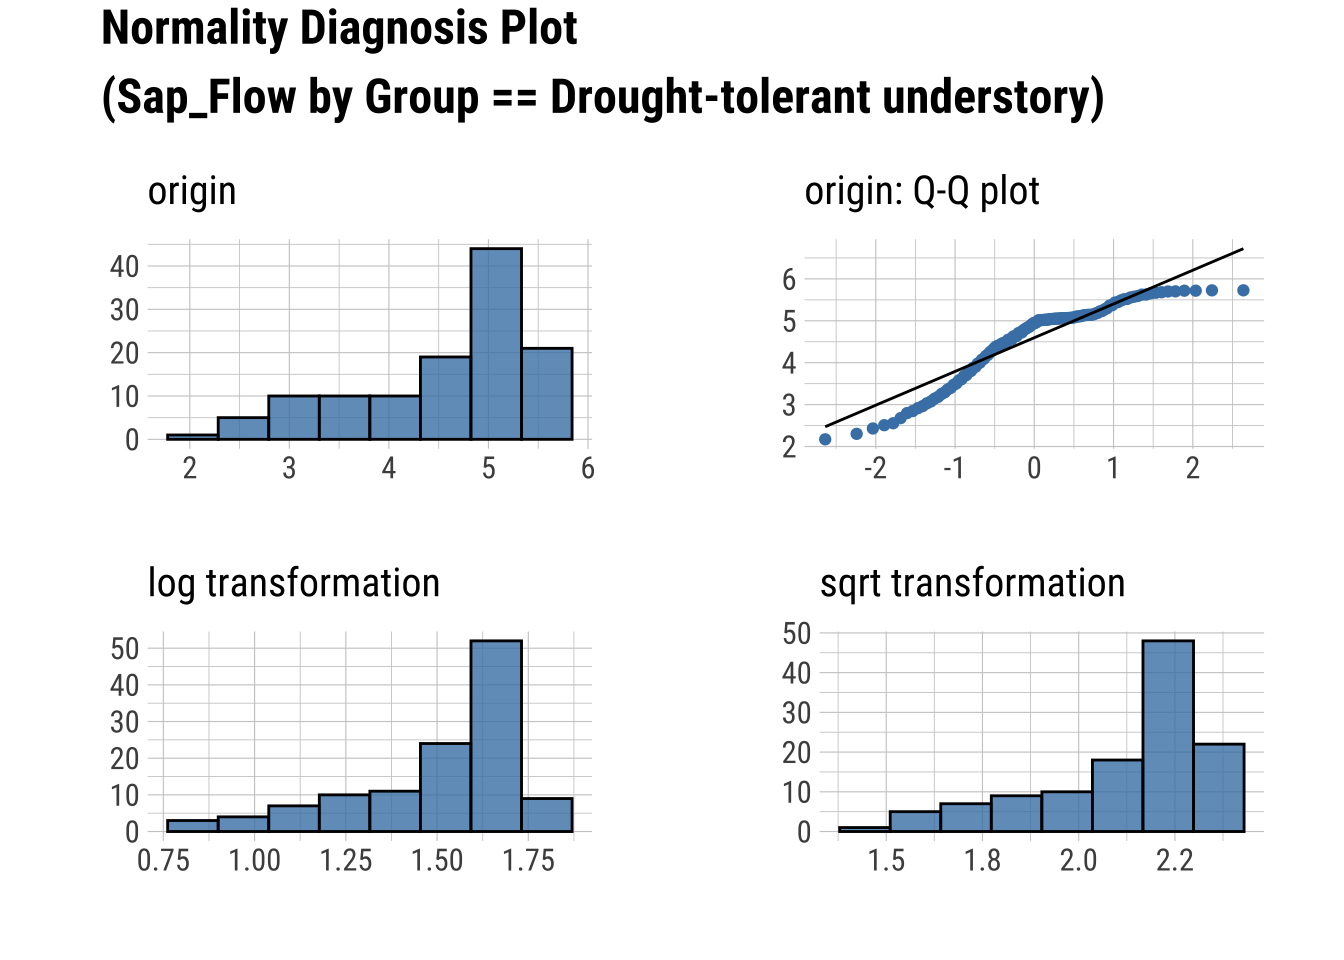 Normality Diagnosis Plot
(Sap_Flow by Group == Drought-tolerant understory)
origin
40
30
20
10
0
2 3 4 5 6
origin: Q-Q plot
6
5
4
3
2
-2 -1 0 1 2
log transformation
50
40
30
20
10
0
0.75 1.00 1.25 1.50 1.75
sqrt transformation
50
40
30
20
10
0
1.5 1.8 2.0 2.2